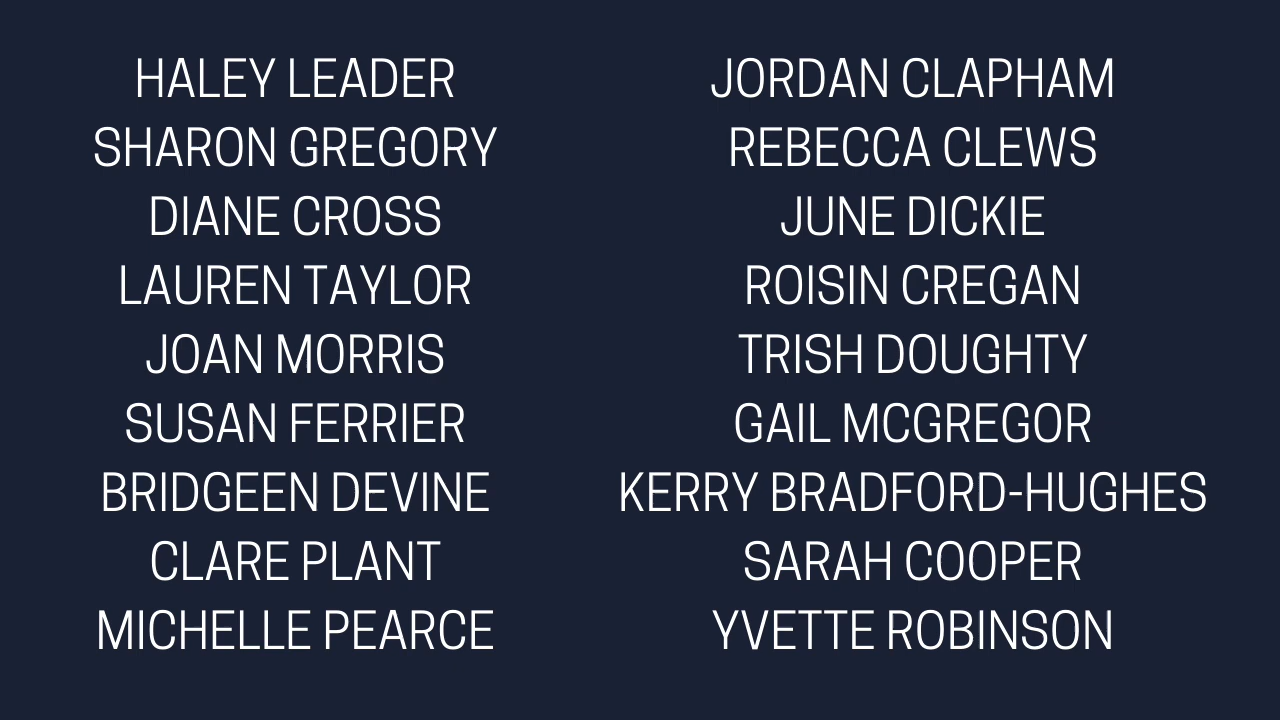 HALEY LEADER
SHARON GREGORY
DIANE CROSS
LAUREN TAYLOR
JOAN MORRIS
SUSAN FERRIER
BRIDGEEN DEVINE
CLARE PLANT
MICHELLE PEARCE
JORDAN CLAPHAM
REBECCA CLEWS
JUNE DICKIE
ROISIN CREGAN
TRISH DOUGHTY
GAIL MCGREGOR
KERRY BRADFORD-HUGHES
SARAH COOPER
YVETTE ROBINSON